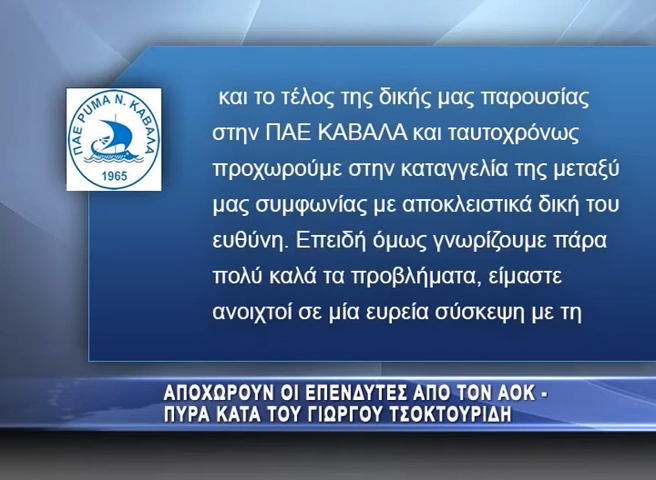 ΠΑΕ PUMA Ν. ΚΑΒΑΛΑ
1965
και το τέλος της δικής μας παρουσίας
στην ΠΑΕ ΚΑΒΑΛΑ και ταυτοχρόνως
προχωρούμε στην καταγγελία της μεταξύ
μας συμφωνίας με αποκλειστικά δική του
ευθύνη. Επειδή όμως γνωρίζουμε πάρα
πολύ καλά τα προβλήματα, είμαστε
ανοιχτοί σε μία ευρεία σύσκεψη με τη
ΑΠΟΧΩΡΟΥΝ ΟΙ ΕΠΕΝΔΥΤΕΣ ΑΠΟ ΤΟΝ ΑΟΚ -
ΠΥΡΑ ΚΑΤΑ ΤΟΥ ΓΙΩΡΓΟΥ ΤΣΟΚΤΟΥΡΙΔΗ